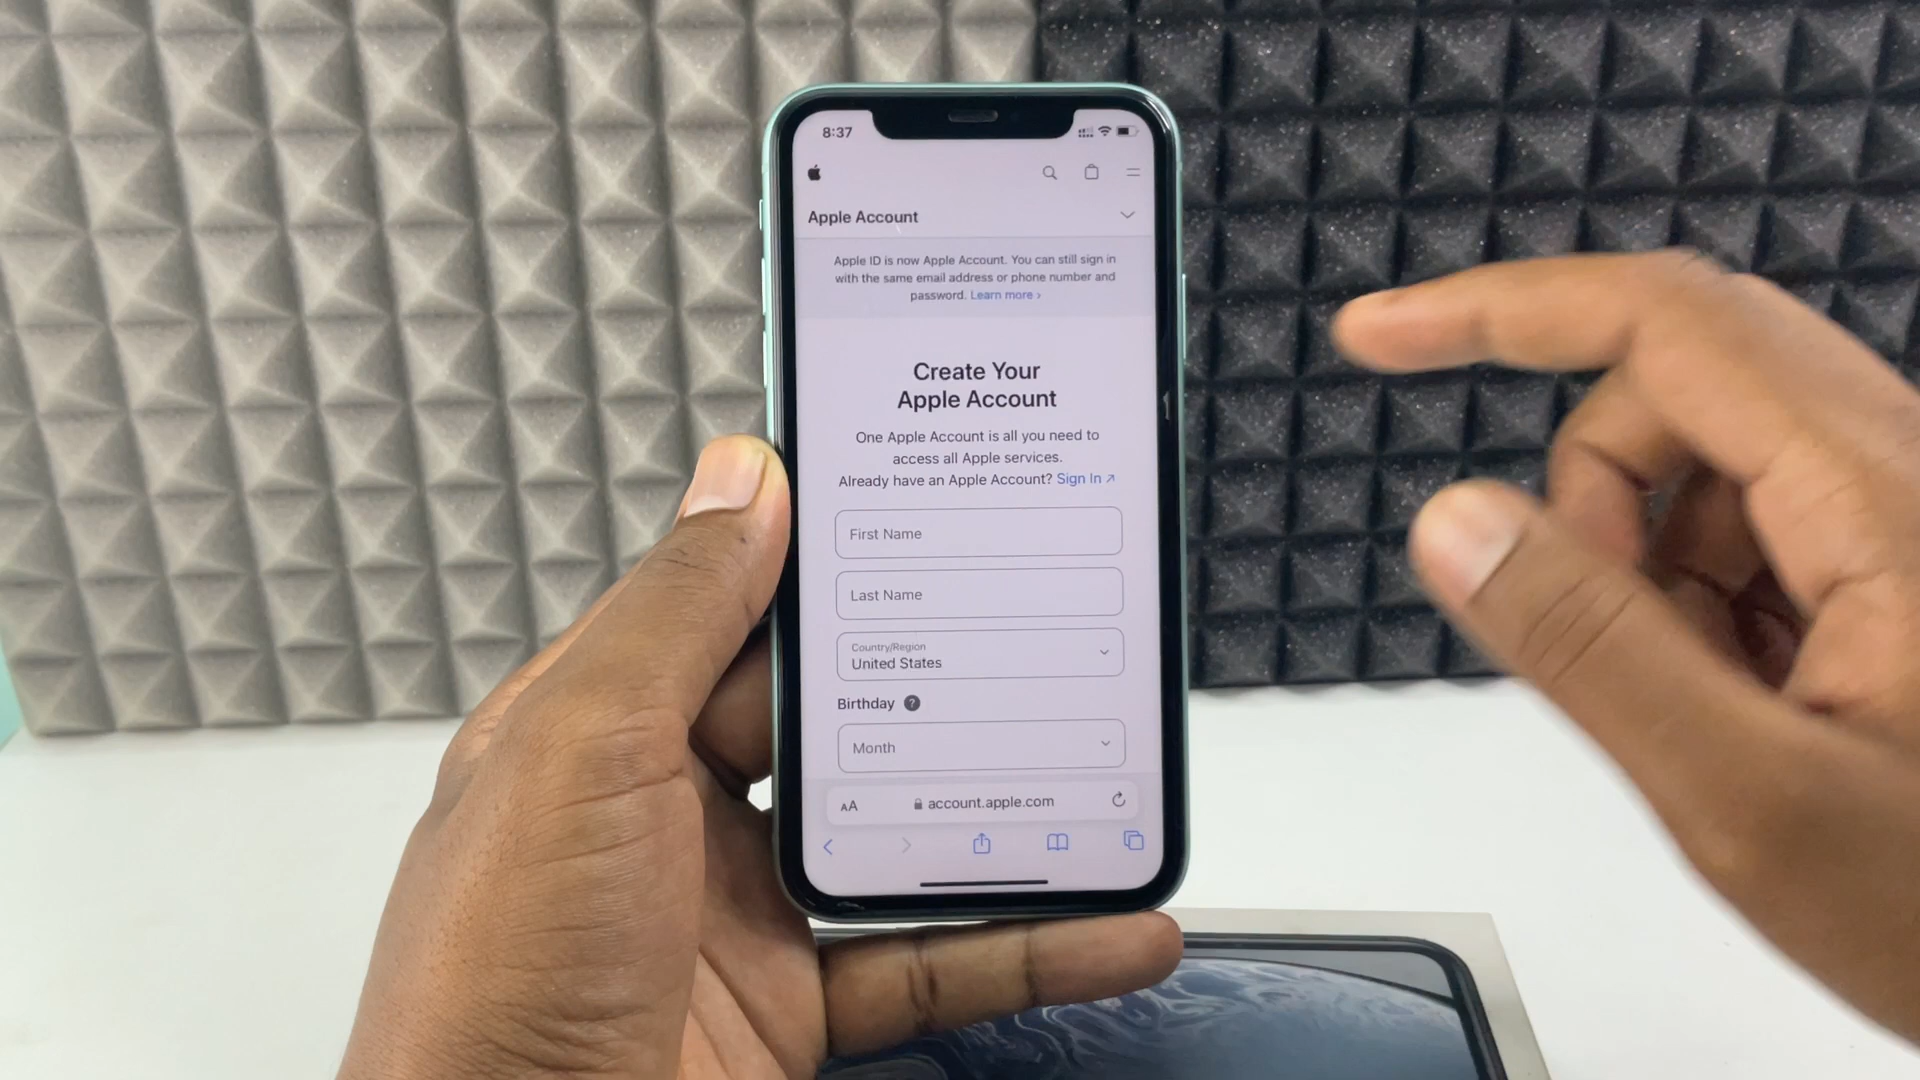 8:37
Apple Account
Apple ID is now Apple Account. You can still sign in
with the same email address or phone number and
password. Learn more ›
Create Your
Apple Account
One Apple Account is all you need to
access all Apple services.
Already have an Apple Account? Sign In ↗
First Name
Last Name
Country/Region
United States
Birthday ?
Month
AA account.apple.com